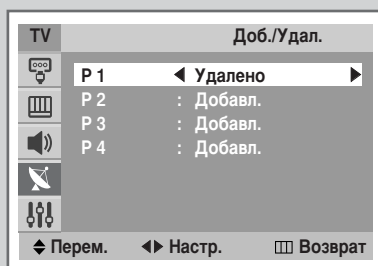 TV Доб./Удал.
P 1 ◀ Удалено ▶
P 2 : Добавл.
P 3 : Добавл.
P 4 : Добавл.
Перем. Настр. Возврат